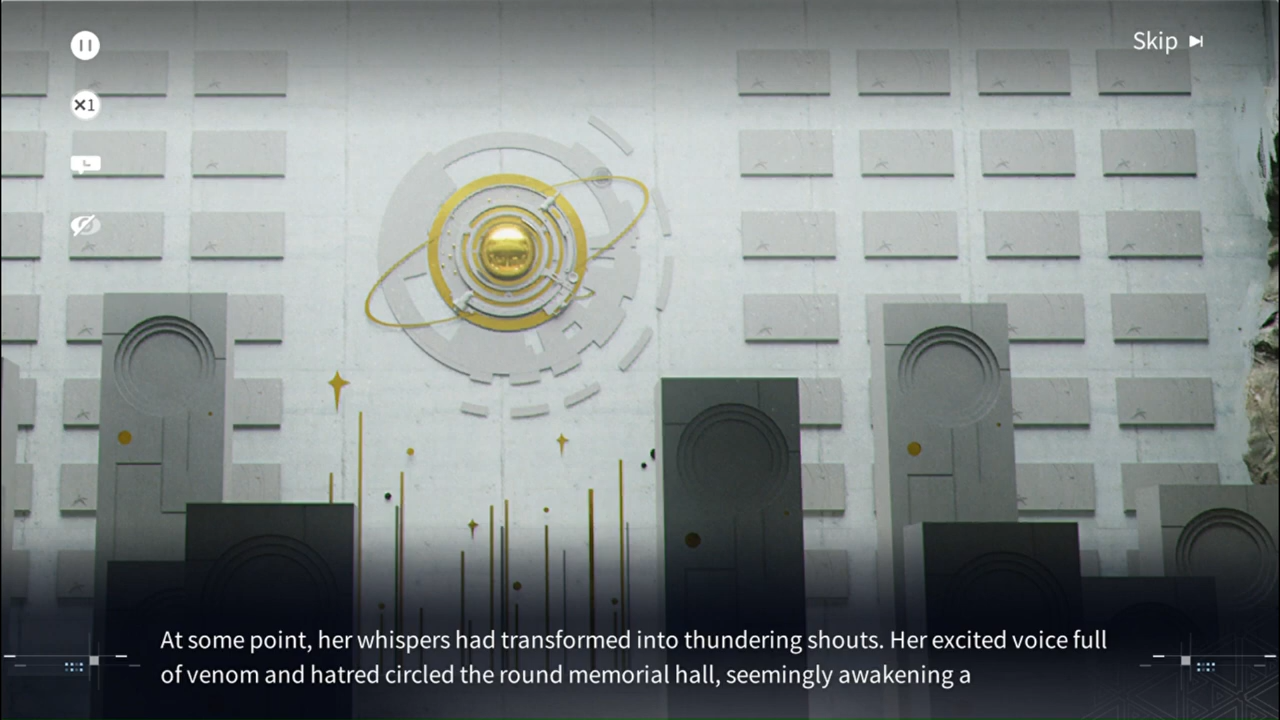 Skip
×1
At some point, her whispers had transformed into thundering shouts. Her excited voice full
of venom and hatred circled the round memorial hall, seemingly awakening a